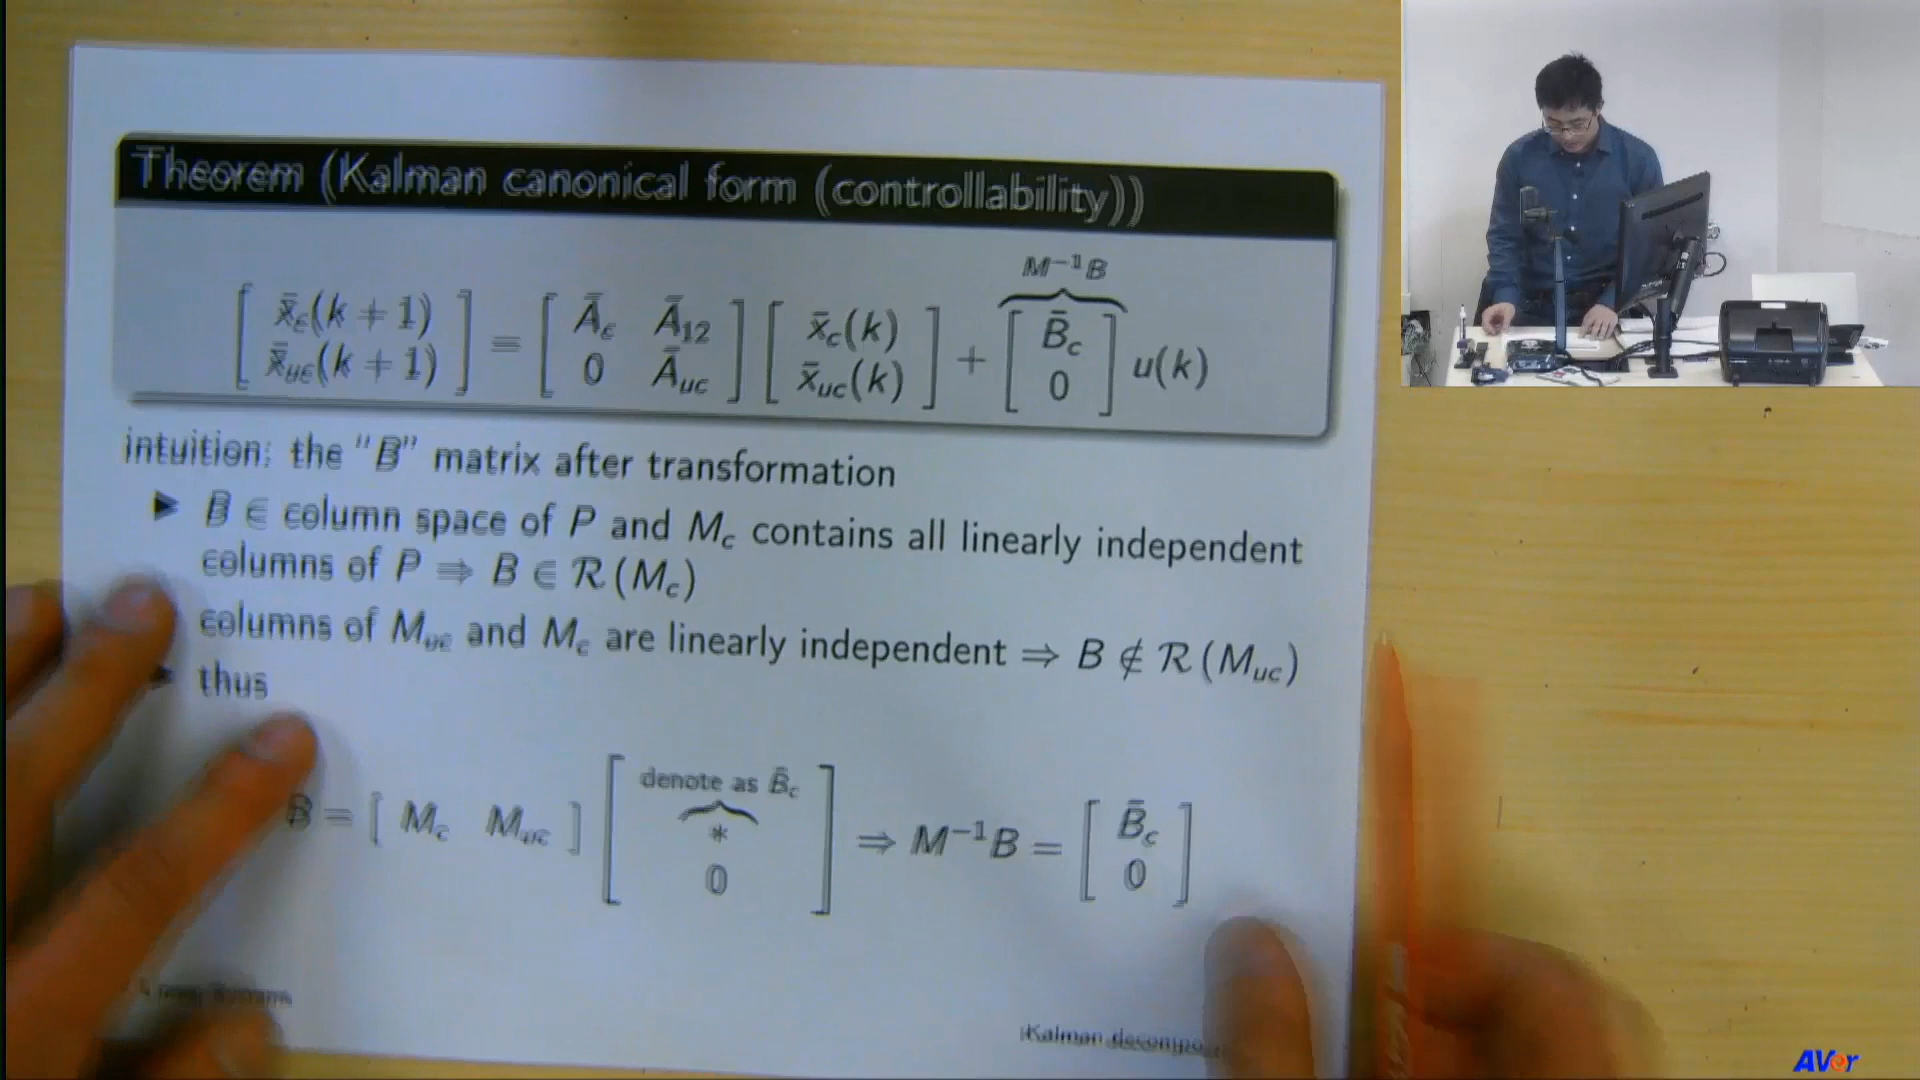 Theorem (Kalman canonical form (controllability))
M⁻¹B
[ x̄c(k + 1) x̄uc(k + 1) ] = [ Āc Ā12 0 Āuc ] [ x̄c(k) x̄uc(k) ] + [ B̄c 0 ] u(k)
intuition: the "B" matrix after transformation
▶ B ∈ column space of P and Mc contains all linearly independent
columns of P ⇒ B ∈ R (Mc)
columns of Muc and Mc are linearly independent ⇒ B ∉ R (Muc)
thus
denote as B̄c
B = [ Mc Muc ] [ * 0 ] ⇒ M⁻¹B = [ B̄c 0 ]
Kalman
AVer